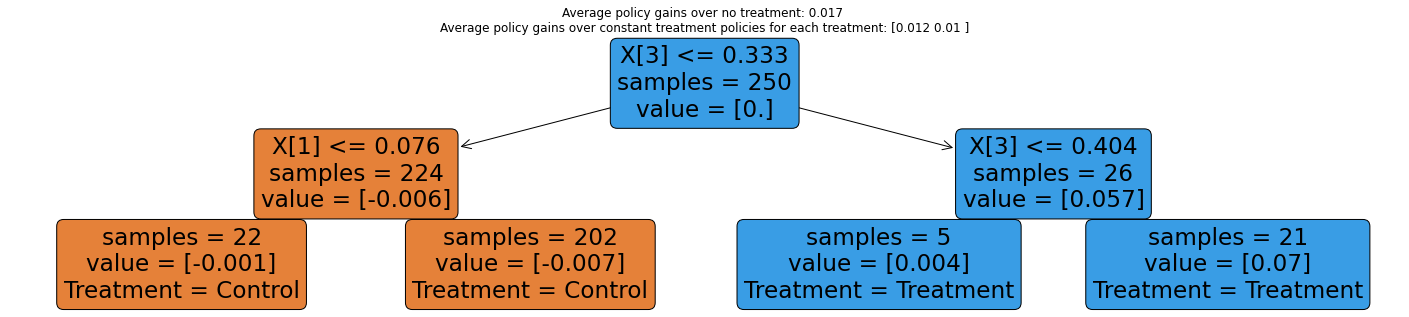 Average policy gains over no treatment: 0.017
Average policy gains over constant treatment policies for each treatment: [0.012 0.01 ]
X[3] <= 0.333
samples = 250
value = [0.]
X[1] <= 0.076
samples = 224
value = [-0.006]
X[3] <= 0.404
samples = 26
value = [0.057]
samples = 22
value = [-0.001]
Treatment = Control
samples = 202
value = [-0.007]
Treatment = Control
samples = 5
value = [0.004]
Treatment = Treatment
samples = 21
value = [0.07]
Treatment = Treatment